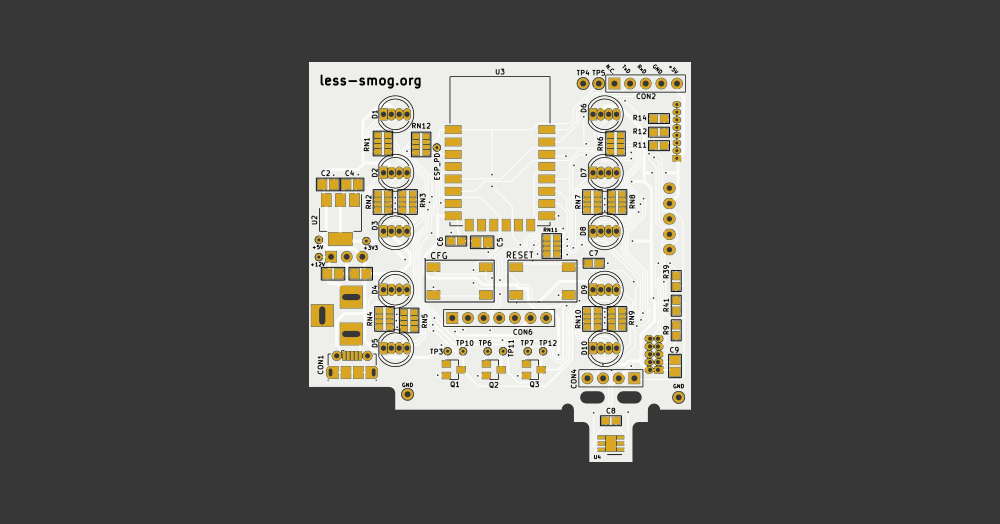 less-smog.org
U3
TP4 TP5
N.C. TxD RxD GND +5V
CON2
D1
RN12
RN1
ESP_PD
D6
RN6
R14
R12
R11
D2
D7
C2
C4
RN2
RN3
RN7
RN8
U2
D3
D8
+5V
+3V3
+12V
C6
C5
RN11
CFG
RESET
C7
R39
D4
D9
R41
RN4
RN5
RN10
RN9
R9
CON6
D5
D10
TP3
TP10
TP6
TP11
TP7
TP12
CON1
C9
Q1
Q2
Q3
CON4
GND
GND
C8
U4